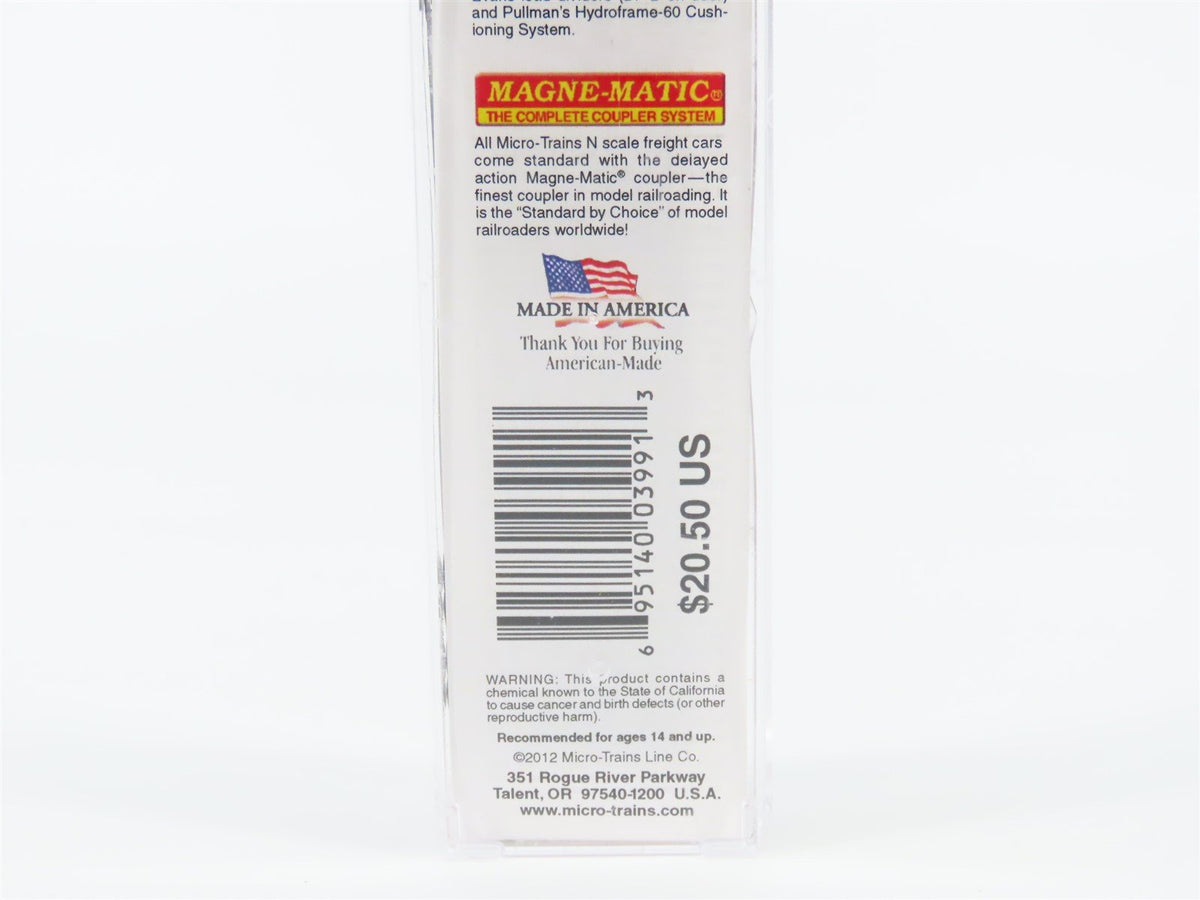 and Pullman's Hydroframe-60 Cush-
ioning System.
MAGNE-MATIC®
THE COMPLETE COUPLER SYSTEM
All Micro-Trains N scale freight cars
come standard with the delayed
action Magne-Matic® coupler—the
finest coupler in model railroading. It
is the "Standard by Choice" of model
railroaders worldwide!
MADE IN AMERICA
Thank You For Buying
American-Made
6 95140 03991 3
$20.50 US
WARNING: This product contains a
chemical known to the State of California
to cause cancer and birth defects (or other
reproductive harm).
Recommended for ages 14 and up.
©2012 Micro-Trains Line Co.
351 Rogue River Parkway
Talent, OR 97540-1200 U.S.A.
www.micro-trains.com